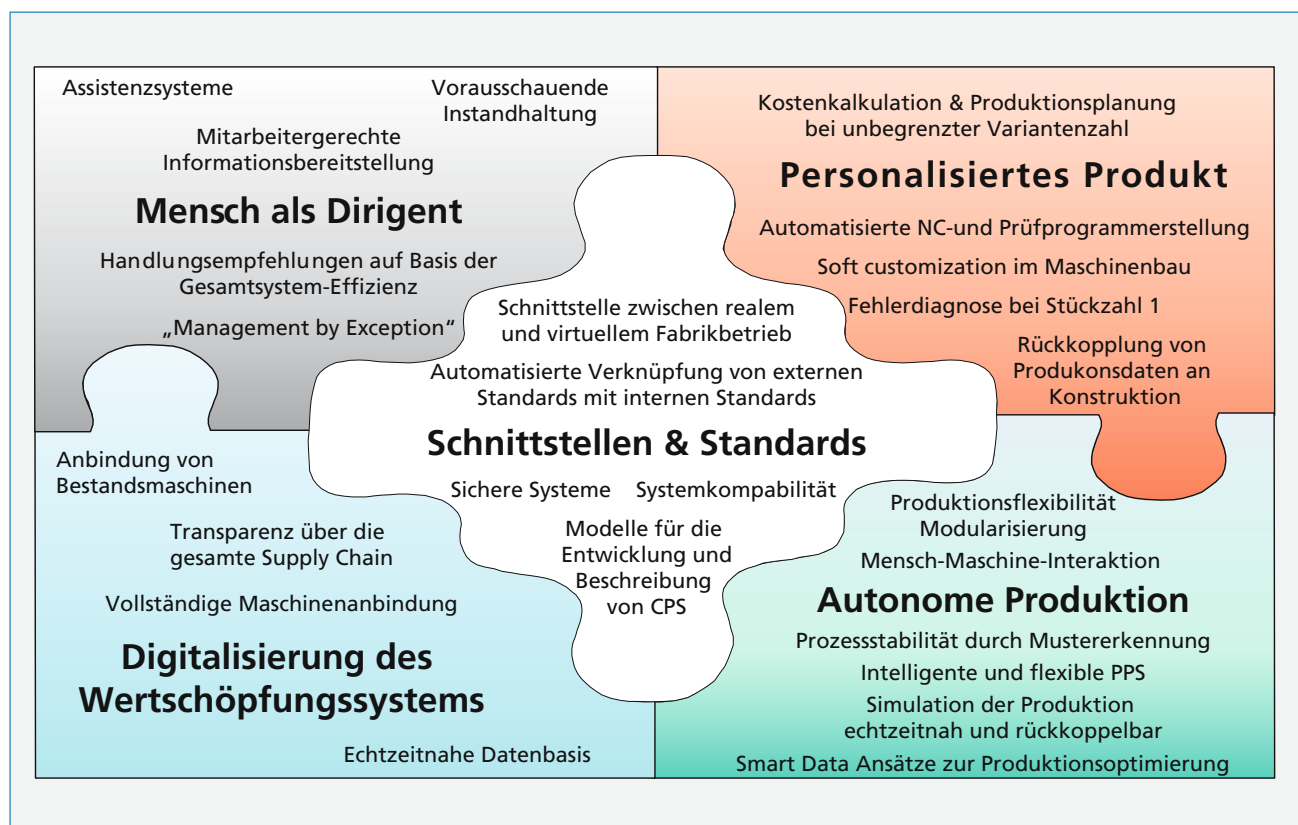 Assistenzsysteme
Vorausschauende
Instandhaltung
Mitarbeitergerechte
Informationsbereitstellung
Mensch als Dirigent
Handlungsempfehlungen auf Basis der
Gesamtsystem-Effizienz
„Management by Exception“
Kostenkalkulation & Produktionsplanung
bei unbegrenzter Variantenzahl
Personalisiertes Produkt
Automatisierte NC-und Prüfprogrammerstellung
Soft customization im Maschinenbau
Fehlerdiagnose bei Stückzahl 1
Rückkopplung von
Produkonsdaten an
Konstruktion
Schnittstelle zwischen realem
und virtuellem Fabrikbetrieb
Automatisierte Verknüpfung von externen
Standards mit internen Standards
Schnittstellen & Standards
Sichere Systeme
Systemkompabilität
Modelle für die
Entwicklung und
Beschreibung
von CPS
Anbindung von
Bestandsmaschinen
Transparenz über die
gesamte Supply Chain
Vollständige Maschinenanbindung
Digitalisierung des
Wertschöpfungssystems
Echtzeitnahe Datenbasis
Produktionsflexibilität
Modularisierung
Mensch-Maschine-Interaktion
Autonome Produktion
Prozessstabilität durch Mustererkennung
Intelligente und flexible PPS
Simulation der Produktion
echtzeitnah und rückkoppelbar
Smart Data Ansätze zur Produktionsoptimierung